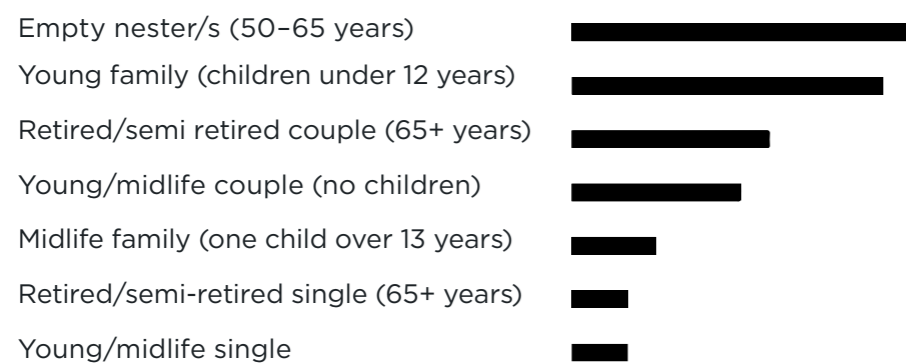 Empty nester/s (50–65 years)
Young family (children under 12 years)
Retired/semi retired couple (65+ years)
Young/midlife couple (no children)
Midlife family (one child over 13 years)
Retired/semi-retired single (65+ years)
Young/midlife single